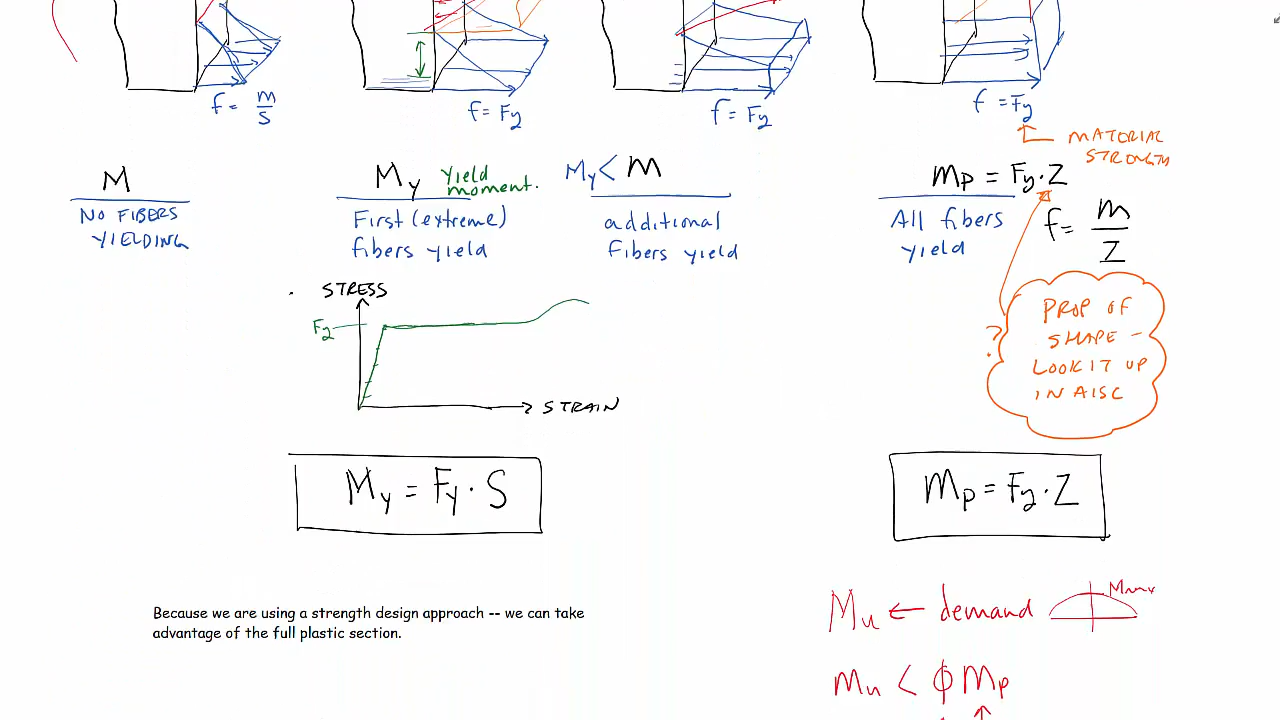 f = M/S
f = Fy
f = Fy
f = Fy
MATERIAL
STRENGTH
M
NO FIBERS
YIELDING
My Yield
moment.
First (extreme)
fibers yield
My < M
additional
Fibers yield
Mp = Fy · Z
All fibers
yield
f = M/Z
STRESS
Fy
STRAIN
?
PROP OF
SHAPE –
LOOK IT UP
IN AISC
My = Fy · S
Mp = Fy · Z
Because we are using a strength design approach -- we can take
advantage of the full plastic section.
Mu ← demand
Mmax
Mu < φ Mp